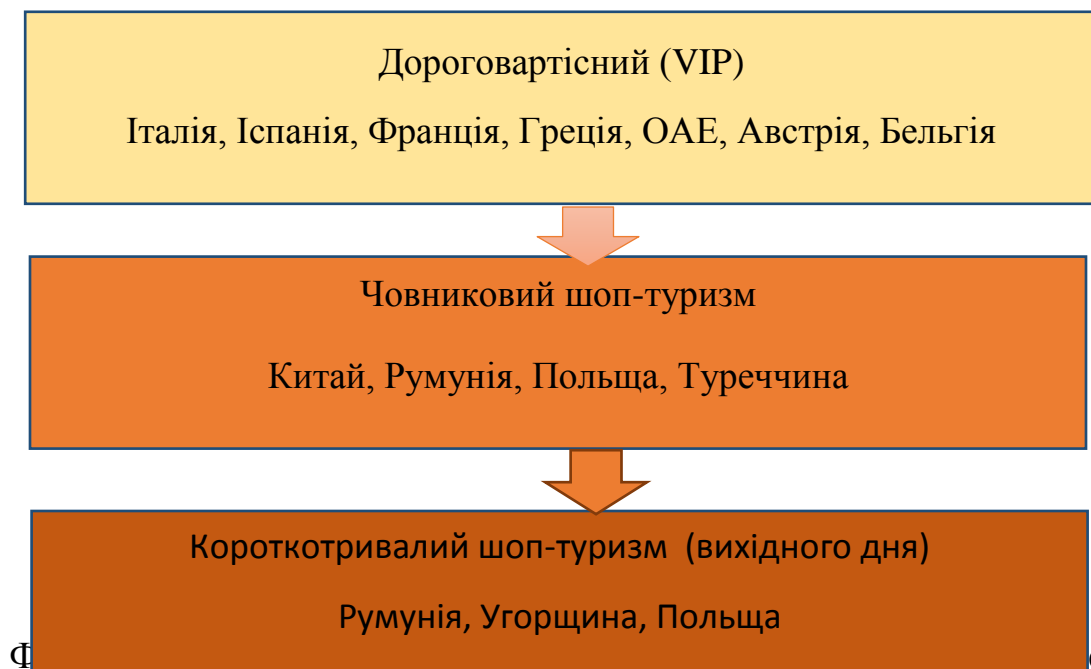 Дороговартісний (VIP)
Італія, Іспанія, Франція, Греція, ОАЕ, Австрія, Бельгія
Човниковий шоп-туризм
Китай, Румунія, Польща, Туреччина
Короткотривалий шоп-туризм (вихідного дня)
Румунія, Угорщина, Польща